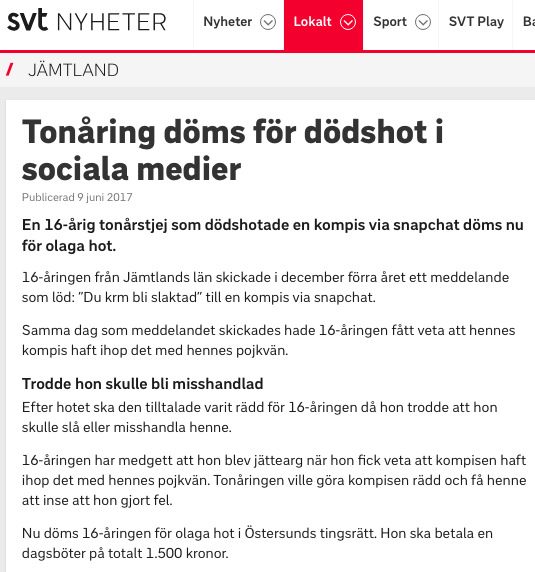 svt NYHETER
Nyheter Lokalt Sport SVT Play
/ JÄMTLAND
Tonåring döms för dödshot i
sociala medier
Publicerad 9 juni 2017
En 16-årig tonårstjej som dödshotade en kompis via snapchat döms nu
för olaga hot.
16-åringen från Jämtlands län skickade i december förra året ett meddelande
som löd: ”Du krm bli slaktad” till en kompis via snapchat.
Samma dag som meddelandet skickades hade 16-åringen fått veta att hennes
kompis haft ihop det med hennes pojkvän.
Trodde hon skulle bli misshandlad
Efter hotet ska den tilltalade varit rädd för 16-åringen då hon trodde att hon
skulle slå eller misshandla henne.
16-åringen har medgett att hon blev jättearg när hon fick veta att kompisen haft
ihop det med hennes pojkvän. Tonåringen ville göra kompisen rädd och få henne
att inse att hon gjort fel.
Nu döms 16-åringen för olaga hot i Östersunds tingsrätt. Hon ska betala en
dagsböter på totalt 1.500 kronor.